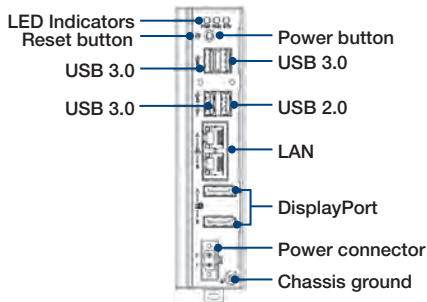 LED Indicators
Reset button
Power button
USB 3.0
USB 3.0
USB 3.0
USB 2.0
LAN
DisplayPort
Power connector
Chassis ground